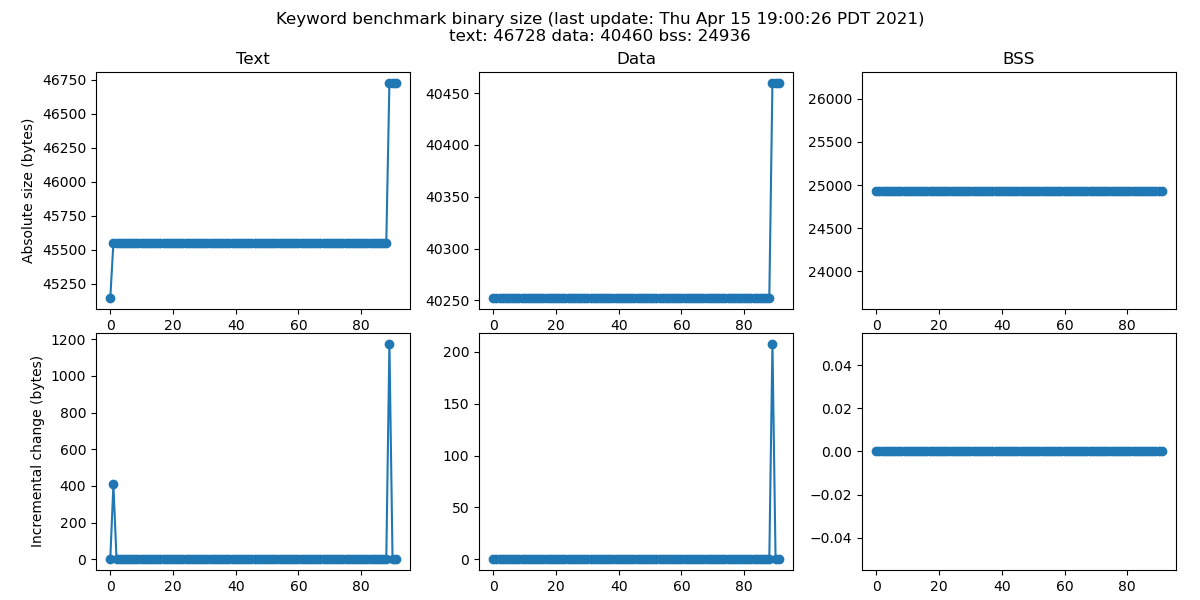 Keyword benchmark binary size (last update: Thu Apr 15 19:00:26 PDT 2021)
text: 46728 data: 40460 bss: 24936
Text
Data
BSS
Absolute size (bytes)
46750
46500
46250
46000
45750
45500
45250
0 20 40 60 80
40450
40400
40350
40300
40250
0 20 40 60 80
26000
25500
25000
24500
24000
0 20 40 60 80
Incremental change (bytes)
1200
1000
800
600
400
200
0
0 20 40 60 80
200
150
100
50
0
0 20 40 60 80
0.04
0.02
0.00
−0.02
−0.04
0 20 40 60 80